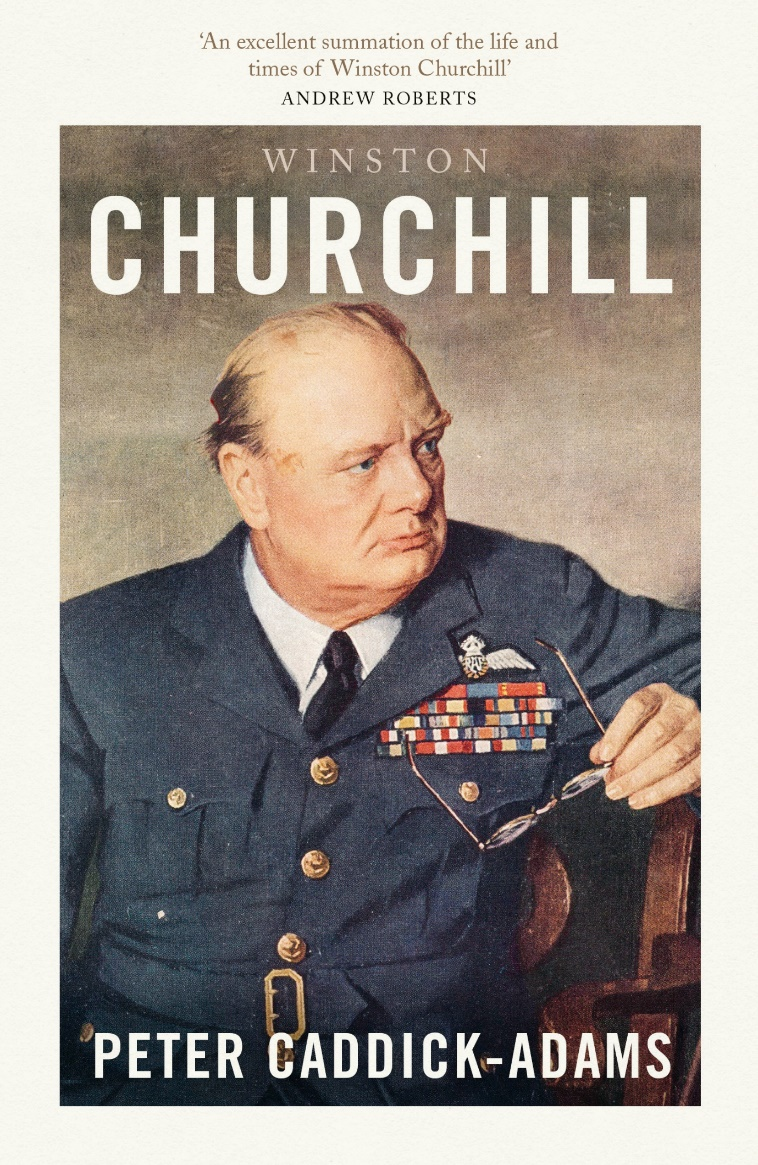 ‘An excellent summation of the life and
times of Winston Churchill’
ANDREW ROBERTS
WINSTON
CHURCHILL
PETER CADDICK-ADAMS